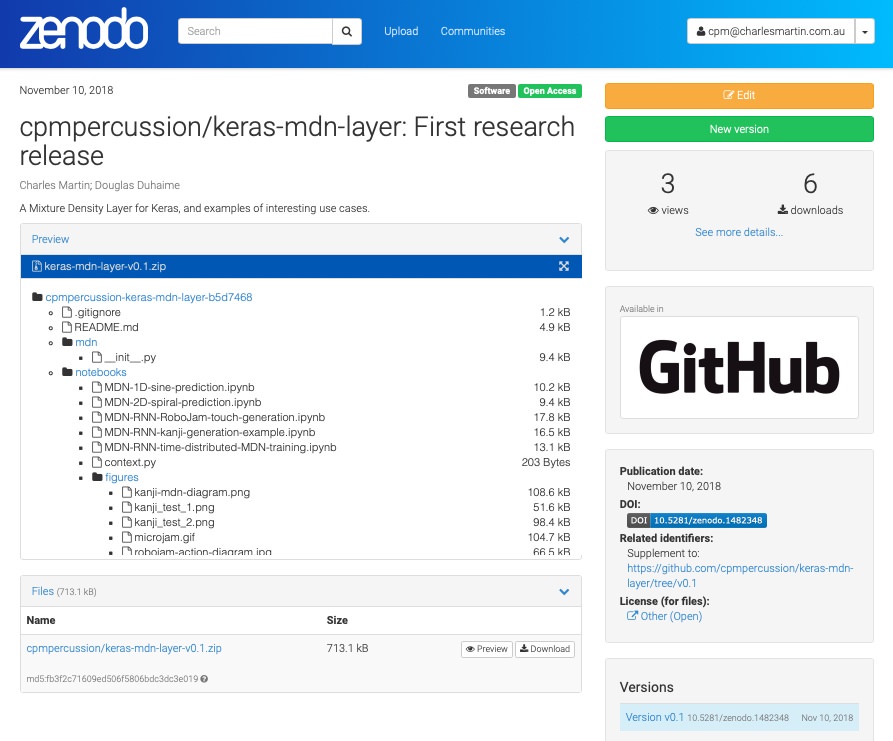 zenodo
Search
Upload
Communities
cpm@charlesmartin.com.au
November 10, 2018
Software
Open Access
cpmpercussion/keras-mdn-layer: First research
release
Charles Martin; Douglas Duhaime
A Mixture Density Layer for Keras, and examples of interesting use cases.
Preview
keras-mdn-layer-v0.1.zip
cpmpercussion-keras-mdn-layer-b5d7468
.gitignore 1.2 kB
README.md 4.9 kB
mdn
__init__.py 9.4 kB
notebooks
MDN-1D-sine-prediction.ipynb 10.2 kB
MDN-2D-spiral-prediction.ipynb 9.4 kB
MDN-RNN-RoboJam-touch-generation.ipynb 17.8 kB
MDN-RNN-kanji-generation-example.ipynb 16.5 kB
MDN-RNN-time-distributed-MDN-training.ipynb 13.1 kB
context.py 203 Bytes
figures
kanji-mdn-diagram.png 108.6 kB
kanji_test_1.png 51.6 kB
kanji_test_2.png 98.4 kB
microjam.gif 104.7 kB
robojam-action-diagram.jpg 66.5 kB
Files (713.1 kB)
Name Size
cpmpercussion/keras-mdn-layer-v0.1.zip 713.1 kB Preview Download
md5:fb3f2c71609ed506f5806bdc3dc3e019
Edit
New version
3 6
views downloads
See more details...
Available in
GitHub
Publication date:
November 10, 2018
DOI:
DOI 10.5281/zenodo.1482348
Related identifiers:
Supplement to:
https://github.com/cpmpercussion/keras-mdn-
layer/tree/v0.1
License (for files):
Other (Open)
Versions
Version v0.1 10.5281/zenodo.1482348 Nov 10, 2018